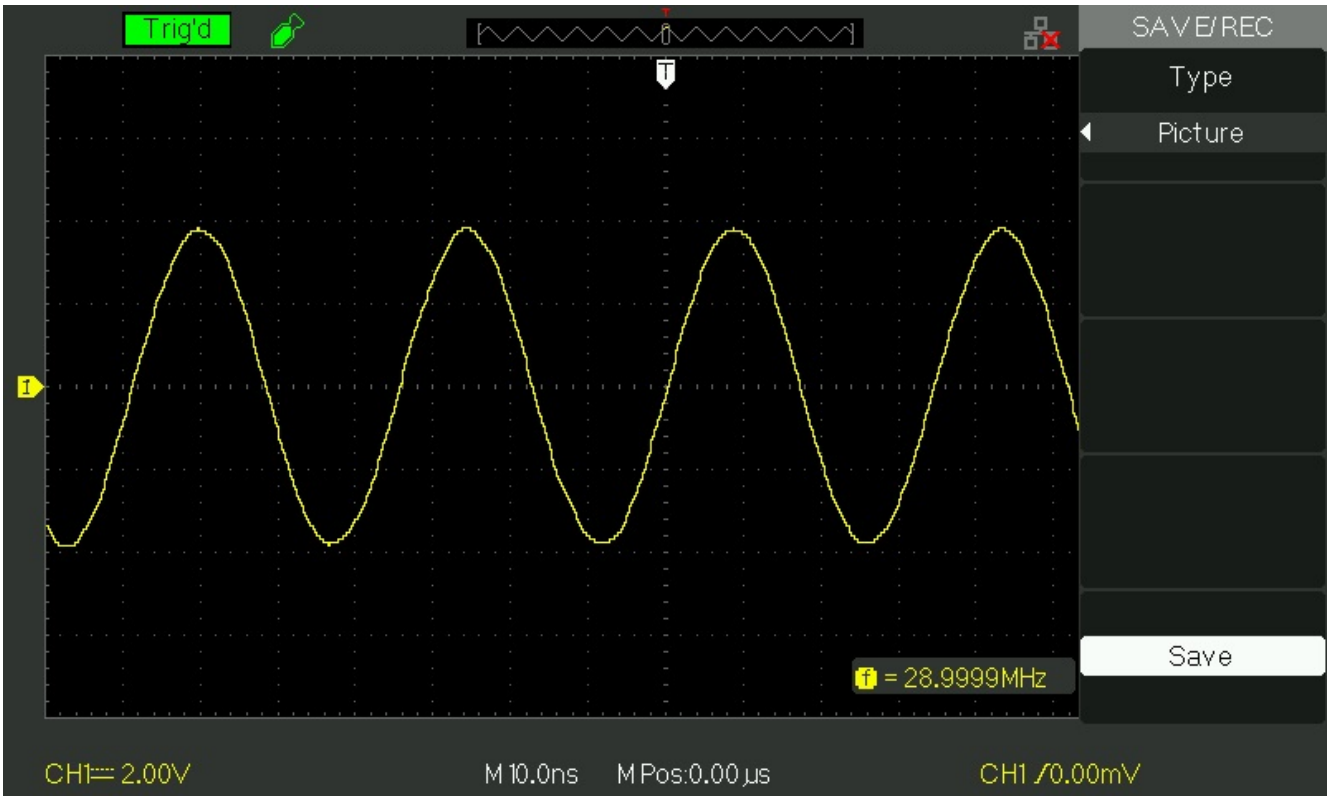 Trig'd
T
SAVE/REC
T
Type
Picture
1
f = 28.9999MHz
Save
CH1 2.00V
M 10.0ns M Pos:0.00µs
CH1 0.00mV